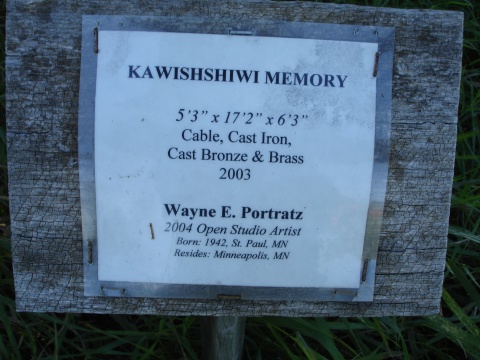 KAWISHSHIWI MEMORY
5'3" x 17'2" x 6'3"
Cable, Cast Iron,
Cast Bronze & Brass
2003
Wayne E. Portratz
2004 Open Studio Artist
Born: 1942, St. Paul, MN
Resides: Minneapolis, MN